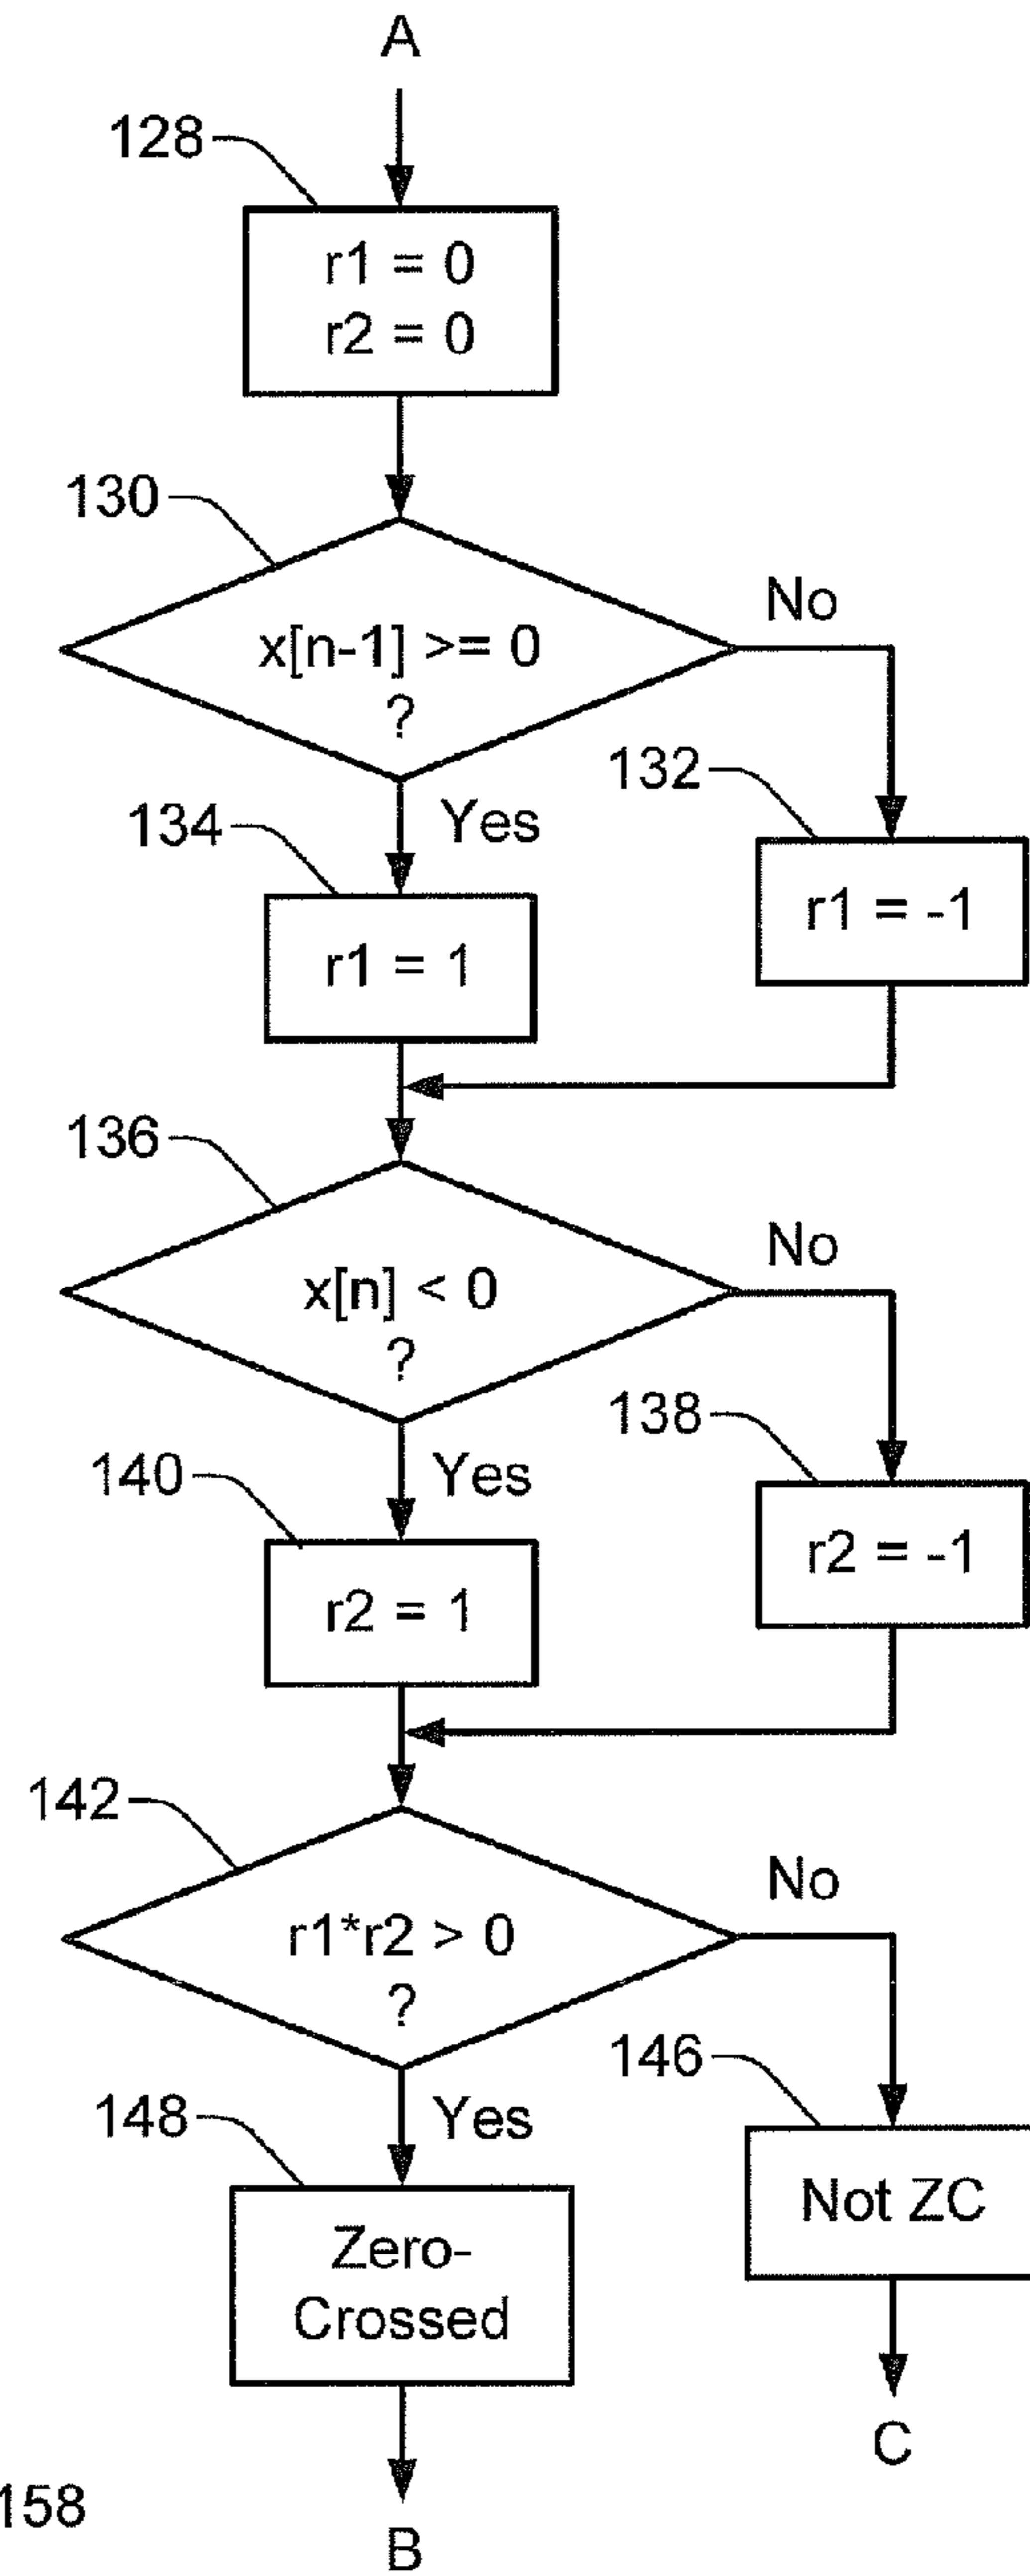 A
128
r1 = 0
r2 = 0
130
x[n-1] >= 0
?
No
Yes
132
r1 = -1
134
r1 = 1
136
x[n] < 0
?
No
Yes
138
r2 = -1
140
r2 = 1
142
r1*r2 > 0
?
No
Yes
146
Not ZC
148
Zero-
Crossed
C
158
B